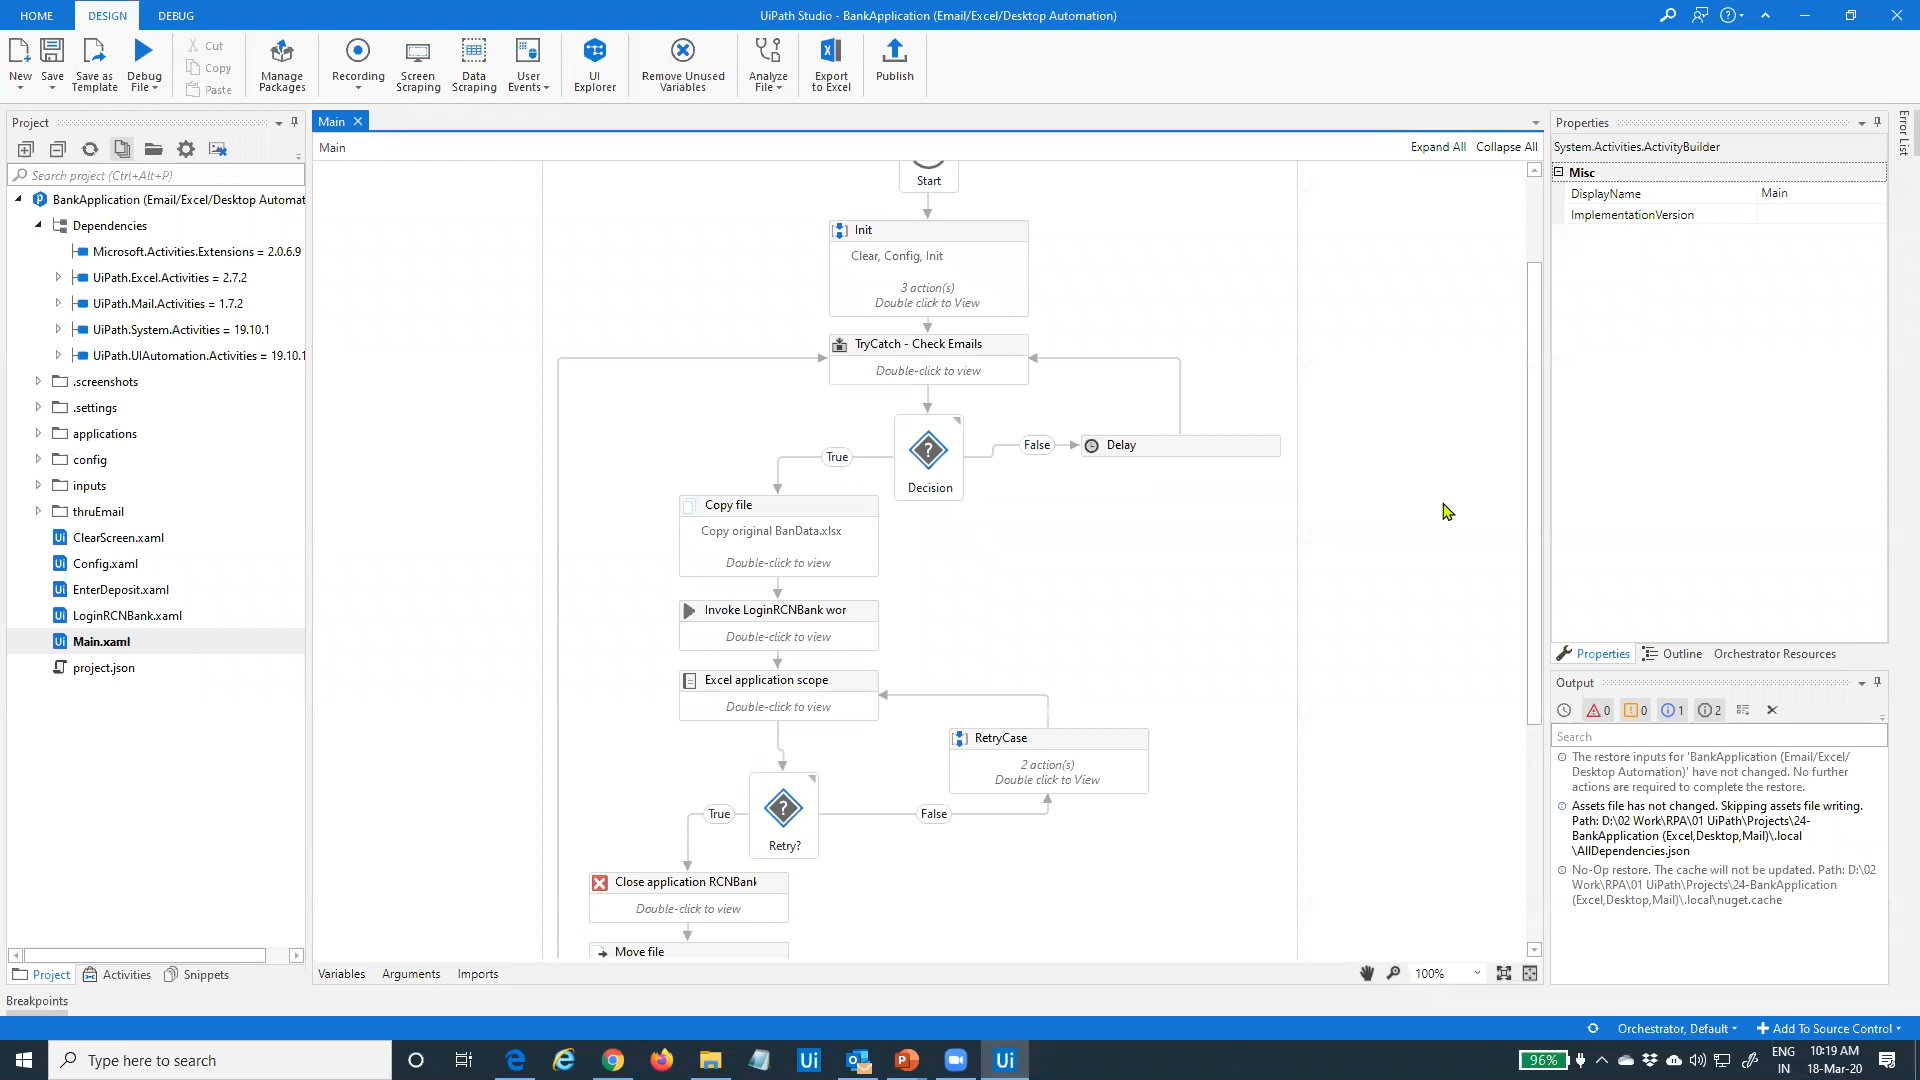 HOME DESIGN DEBUG
UiPath Studio - BankApplication (Email/Excel/Desktop Automation)
New
Save
Save as
Template
Debug
File
Cut
Copy
Paste
Manage
Packages
Recording
Screen
Scraping
Data
Scraping
User
Events
UI
Explorer
Remove Unused
Variables
Analyze
File
Export
to Excel
Publish
Project
Search project (Ctrl+Alt+P)
BankApplication (Email/Excel/Desktop Automat
Dependencies
Microsoft.Activities.Extensions = 2.0.6.9
UiPath.Excel.Activities = 2.7.2
UiPath.Mail.Activities = 1.7.2
UiPath.System.Activities = 19.10.1
UiPath.UIAutomation.Activities = 19.10.1
.screenshots
.settings
applications
config
inputs
thruEmail
ClearScreen.xaml
Config.xaml
EnterDeposit.xaml
LoginRCNBank.xaml
Main.xaml
project.json
Project Activities Snippets
Breakpoints
Main
Main
Expand All Collapse All
Start
Init
Clear, Config, Init
3 action(s)
Double click to View
TryCatch - Check Emails
Double-click to view
Decision
True
False
Delay
Copy file
Copy original BanData.xlsx
Double-click to view
Invoke LoginRCNBank wor
Double-click to view
Excel application scope
Double-click to view
RetryCase
2 action(s)
Double click to View
Retry?
True
False
Close application RCNBank
Double-click to view
Move file
Variables Arguments Imports
100%
Properties
System.Activities.ActivityBuilder
Misc
DisplayName Main
ImplementationVersion
Error List
Properties Outline Orchestrator Resources
Output
0 0 1 2
Search
The restore inputs for 'BankApplication (Email/Excel/
Desktop Automation)' have not changed. No further
actions are required to complete the restore.
Assets file has not changed. Skipping assets file writing.
Path: D:\02 Work\RPA\01 UiPath\Projects\24-
BankApplication (Excel,Desktop,Mail)\.local
\AllDependencies.json
No-Op restore. The cache will not be updated. Path: D:\02
Work\RPA\01 UiPath\Projects\24-BankApplication
(Excel,Desktop,Mail)\.local\nuget.cache
Orchestrator, Default Add To Source Control
Type here to search
Ui
Ui
96%
ENG
IN
10:19 AM
18-Mar-20